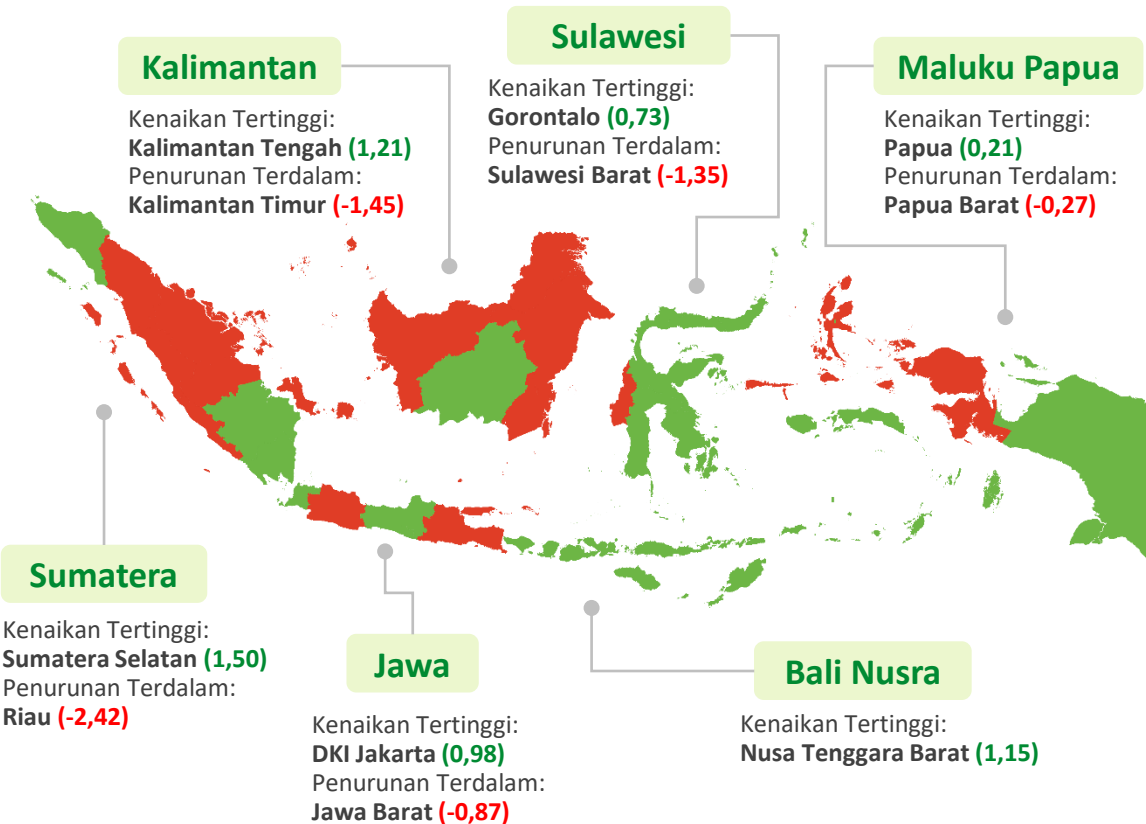 Sulawesi
Kenaikan Tertinggi:
Gorontalo (0,73)
Penurunan Terdalam:
Sulawesi Barat (-1,35)
Kalimantan
Kenaikan Tertinggi:
Kalimantan Tengah (1,21)
Penurunan Terdalam:
Kalimantan Timur (-1,45)
Maluku Papua
Kenaikan Tertinggi:
Papua (0,21)
Penurunan Terdalam:
Papua Barat (-0,27)
Sumatera
Kenaikan Tertinggi:
Sumatera Selatan (1,50)
Penurunan Terdalam:
Riau (-2,42)
Jawa
Kenaikan Tertinggi:
DKI Jakarta (0,98)
Penurunan Terdalam:
Jawa Barat (-0,87)
Bali Nusra
Kenaikan Tertinggi:
Nusa Tenggara Barat (1,15)